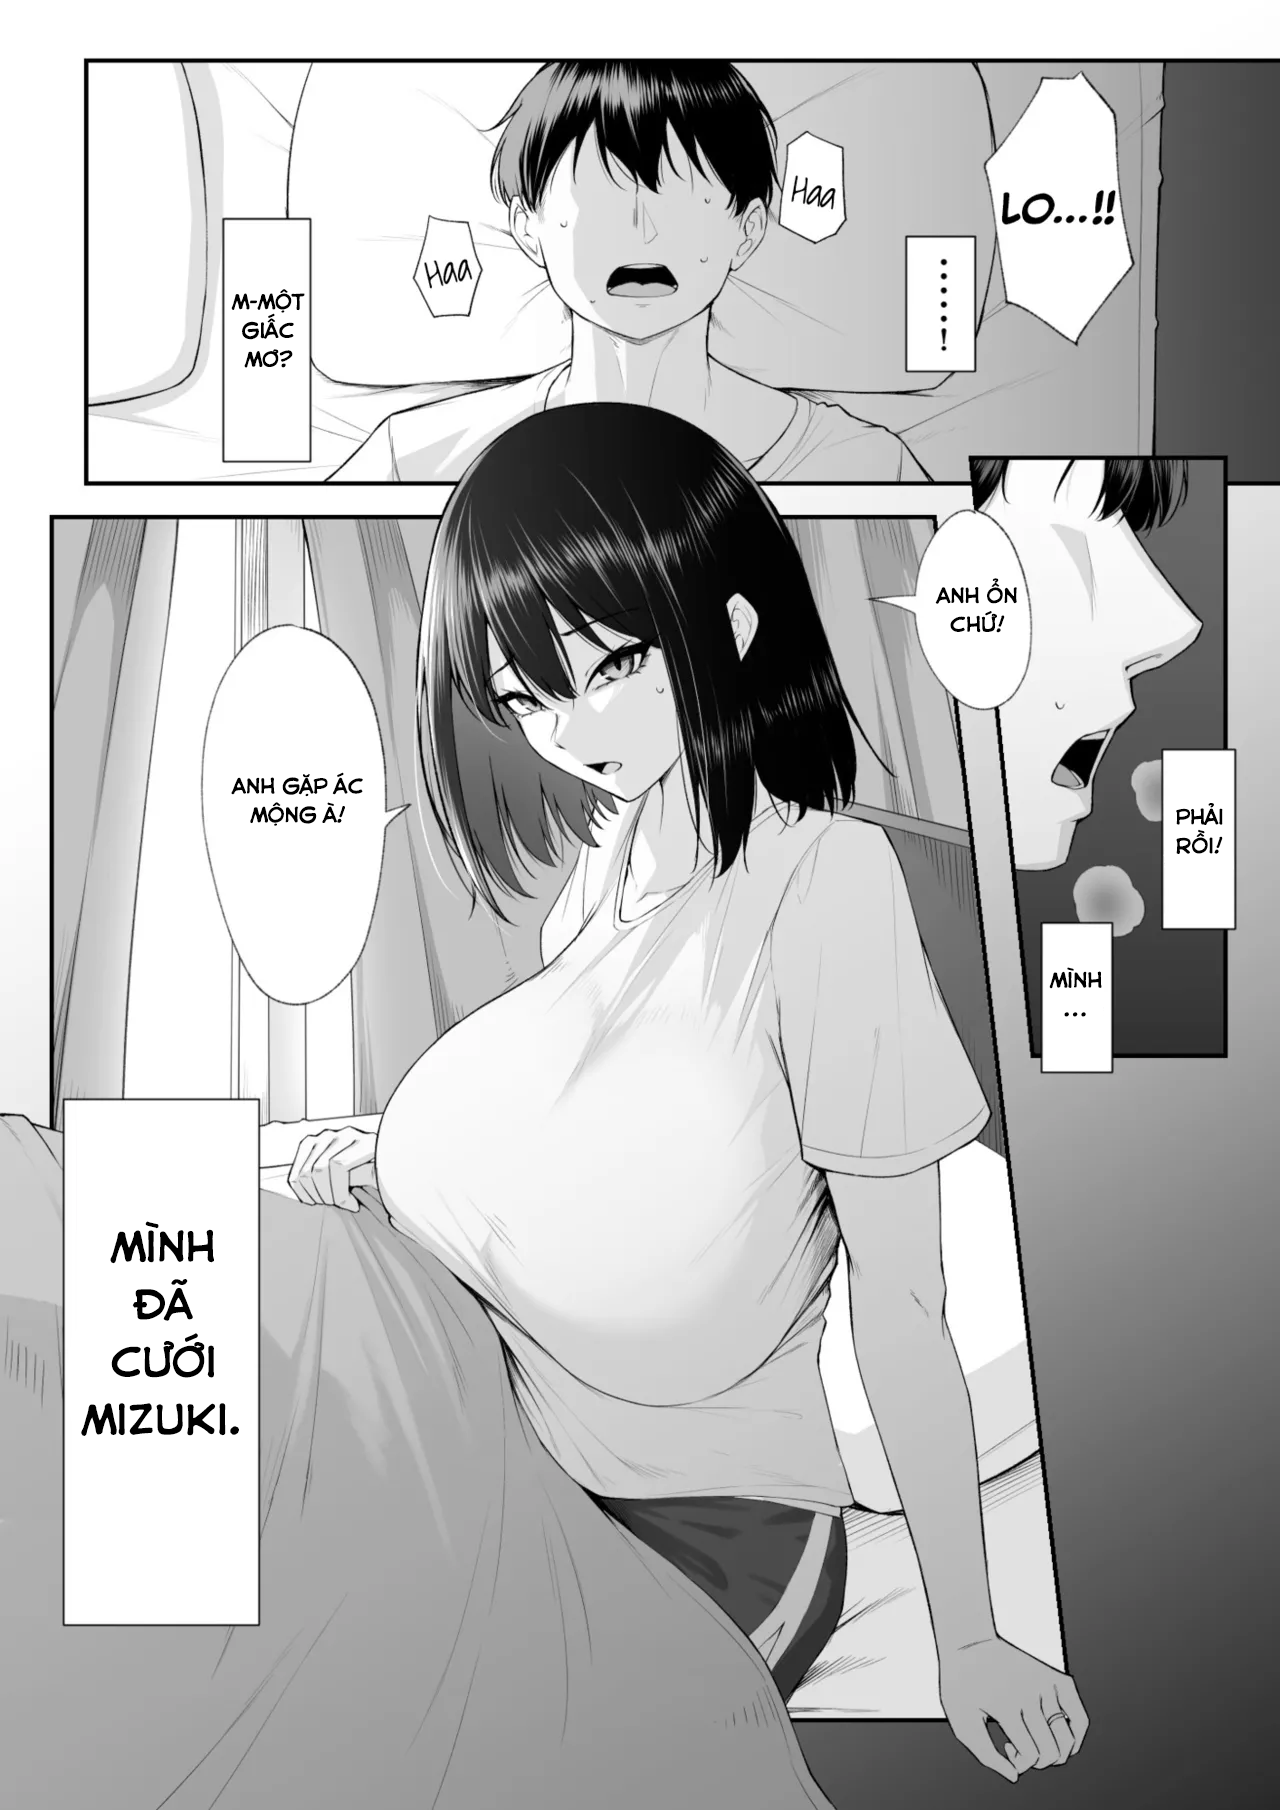 LO...!!
......!
Haa
Haa
M-MỘT
GIẤC
MƠ?
ANH ỔN
CHỨ!
PHẢI
RỒI!
MÌNH
...
ANH GẶP ÁC
MỘNG À!
MÌNH
ĐÃ
CƯỚI
MIZUKI.